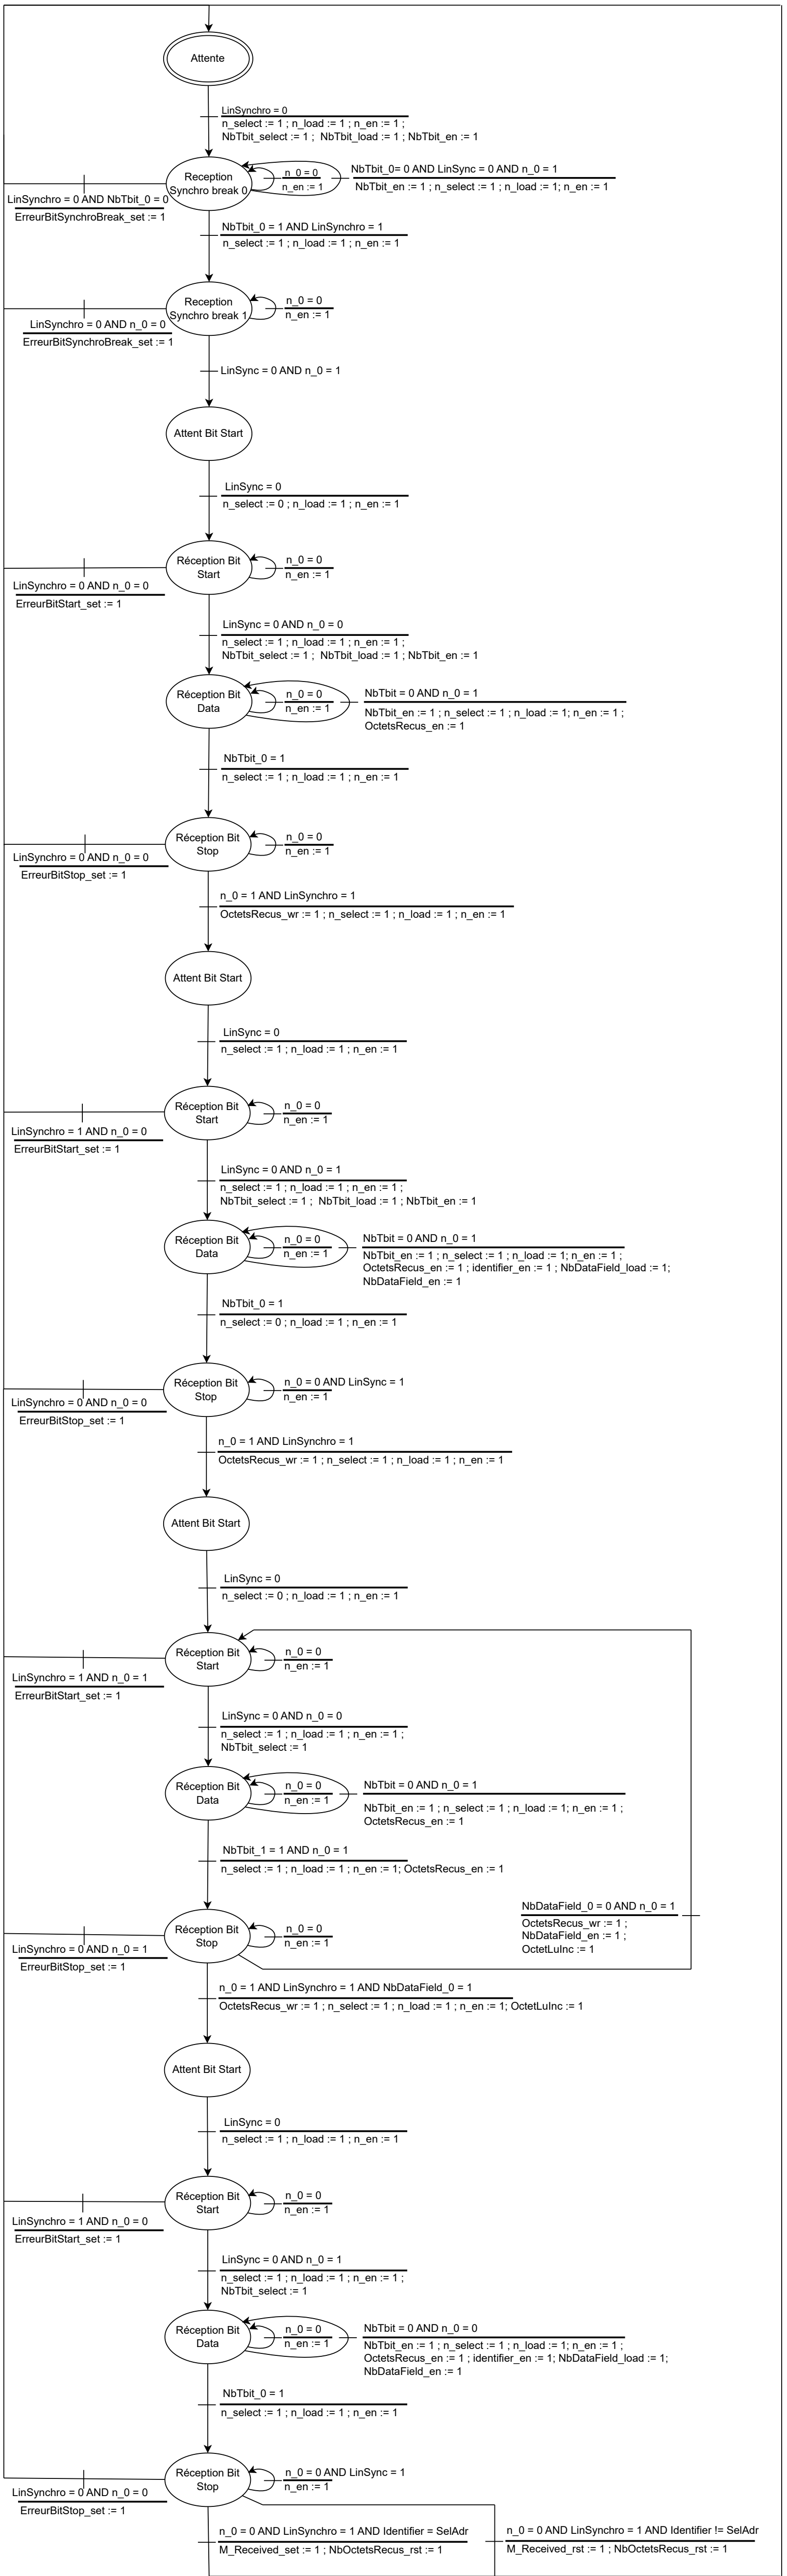 Attente
LinSynchro = 0
n_select := 1 ; n_load := 1 ; n_en := 1 ;
NbTbit_select := 1 ; NbTbit_load := 1 ; NbTbit_en := 1
Reception
Synchro break 0
n_0 = 0
n_en := 1
NbTbit_0= 0 AND LinSync = 0 AND n_0 = 1
NbTbit_en := 1 ; n_select := 1 ; n_load := 1; n_en := 1
LinSynchro = 0 AND NbTbit_0 = 0
ErreurBitSynchroBreak_set := 1
NbTbit_0 = 1 AND LinSynchro = 1
n_select := 1 ; n_load := 1 ; n_en := 1
Reception
Synchro break 1
n_0 = 0
n_en := 1
LinSynchro = 0 AND n_0 = 0
ErreurBitSynchroBreak_set := 1
LinSync = 0 AND n_0 = 1
Attent Bit Start
LinSync = 0
n_select := 0 ; n_load := 1 ; n_en := 1
Réception Bit
Start
n_0 = 0
n_en := 1
LinSynchro = 0 AND n_0 = 0
ErreurBitStart_set := 1
LinSync = 0 AND n_0 = 0
n_select := 1 ; n_load := 1 ; n_en := 1 ;
NbTbit_select := 1 ; NbTbit_load := 1 ; NbTbit_en := 1
Réception Bit
Data
n_0 = 0
n_en := 1
NbTbit = 0 AND n_0 = 1
NbTbit_en := 1 ; n_select := 1 ; n_load := 1; n_en := 1 ;
OctetsRecus_en := 1
NbTbit_0 = 1
n_select := 1 ; n_load := 1 ; n_en := 1
Réception Bit
Stop
n_0 = 0
n_en := 1
LinSynchro = 0 AND n_0 = 0
ErreurBitStop_set := 1
n_0 = 1 AND LinSynchro = 1
OctetsRecus_wr := 1 ; n_select := 1 ; n_load := 1 ; n_en := 1
Attent Bit Start
LinSync = 0
n_select := 1 ; n_load := 1 ; n_en := 1
Réception Bit
Start
n_0 = 0
n_en := 1
LinSynchro = 1 AND n_0 = 0
ErreurBitStart_set := 1
LinSync = 0 AND n_0 = 1
n_select := 1 ; n_load := 1 ; n_en := 1 ;
NbTbit_select := 1 ; NbTbit_load := 1 ; NbTbit_en := 1
Réception Bit
Data
n_0 = 0
n_en := 1
NbTbit = 0 AND n_0 = 1
NbTbit_en := 1 ; n_select := 1 ; n_load := 1; n_en := 1 ;
OctetsRecus_en := 1 ; identifier_en := 1 ; NbDataField_load := 1;
NbDataField_en := 1
NbTbit_0 = 1
n_select := 0 ; n_load := 1 ; n_en := 1
Réception Bit
Stop
n_0 = 0 AND LinSync = 1
n_en := 1
LinSynchro = 0 AND n_0 = 0
ErreurBitStop_set := 1
n_0 = 1 AND LinSynchro = 1
OctetsRecus_wr := 1 ; n_select := 1 ; n_load := 1 ; n_en := 1
Attent Bit Start
LinSync = 0
n_select := 0 ; n_load := 1 ; n_en := 1
Réception Bit
Start
n_0 = 0
n_en := 1
LinSynchro = 1 AND n_0 = 1
ErreurBitStart_set := 1
LinSync = 0 AND n_0 = 0
n_select := 1 ; n_load := 1 ; n_en := 1 ;
NbTbit_select := 1
Réception Bit
Data
n_0 = 0
n_en := 1
NbTbit = 0 AND n_0 = 1
NbTbit_en := 1 ; n_select := 1 ; n_load := 1; n_en := 1 ;
OctetsRecus_en := 1
NbTbit_1 = 1 AND n_0 = 1
n_select := 1 ; n_load := 1 ; n_en := 1; OctetsRecus_en := 1
NbDataField_0 = 0 AND n_0 = 1
OctetsRecus_wr := 1 ;
NbDataField_en := 1 ;
OctetLuInc := 1
Réception Bit
Stop
n_0 = 0
n_en := 1
LinSynchro = 0 AND n_0 = 1
ErreurBitStop_set := 1
n_0 = 1 AND LinSynchro = 1 AND NbDataField_0 = 1
OctetsRecus_wr := 1 ; n_select := 1 ; n_load := 1 ; n_en := 1; OctetLuInc := 1
Attent Bit Start
LinSync = 0
n_select := 1 ; n_load := 1 ; n_en := 1
Réception Bit
Start
n_0 = 0
n_en := 1
LinSynchro = 1 AND n_0 = 0
ErreurBitStart_set := 1
LinSync = 0 AND n_0 = 1
n_select := 1 ; n_load := 1 ; n_en := 1 ;
NbTbit_select := 1
Réception Bit
Data
n_0 = 0
n_en := 1
NbTbit = 0 AND n_0 = 0
NbTbit_en := 1 ; n_select := 1 ; n_load := 1; n_en := 1 ;
OctetsRecus_en := 1 ; identifier_en := 1; NbDataField_load := 1;
NbDataField_en := 1
NbTbit_0 = 1
n_select := 1 ; n_load := 1 ; n_en := 1
Réception Bit
Stop
n_0 = 0 AND LinSync = 1
n_en := 1
LinSynchro = 0 AND n_0 = 0
ErreurBitStop_set := 1
n_0 = 0 AND LinSynchro = 1 AND Identifier = SelAdr
M_Received_set := 1 ; NbOctetsRecus_rst := 1
n_0 = 0 AND LinSynchro = 1 AND Identifier != SelAdr
M_Received_rst := 1 ; NbOctetsRecus_rst := 1